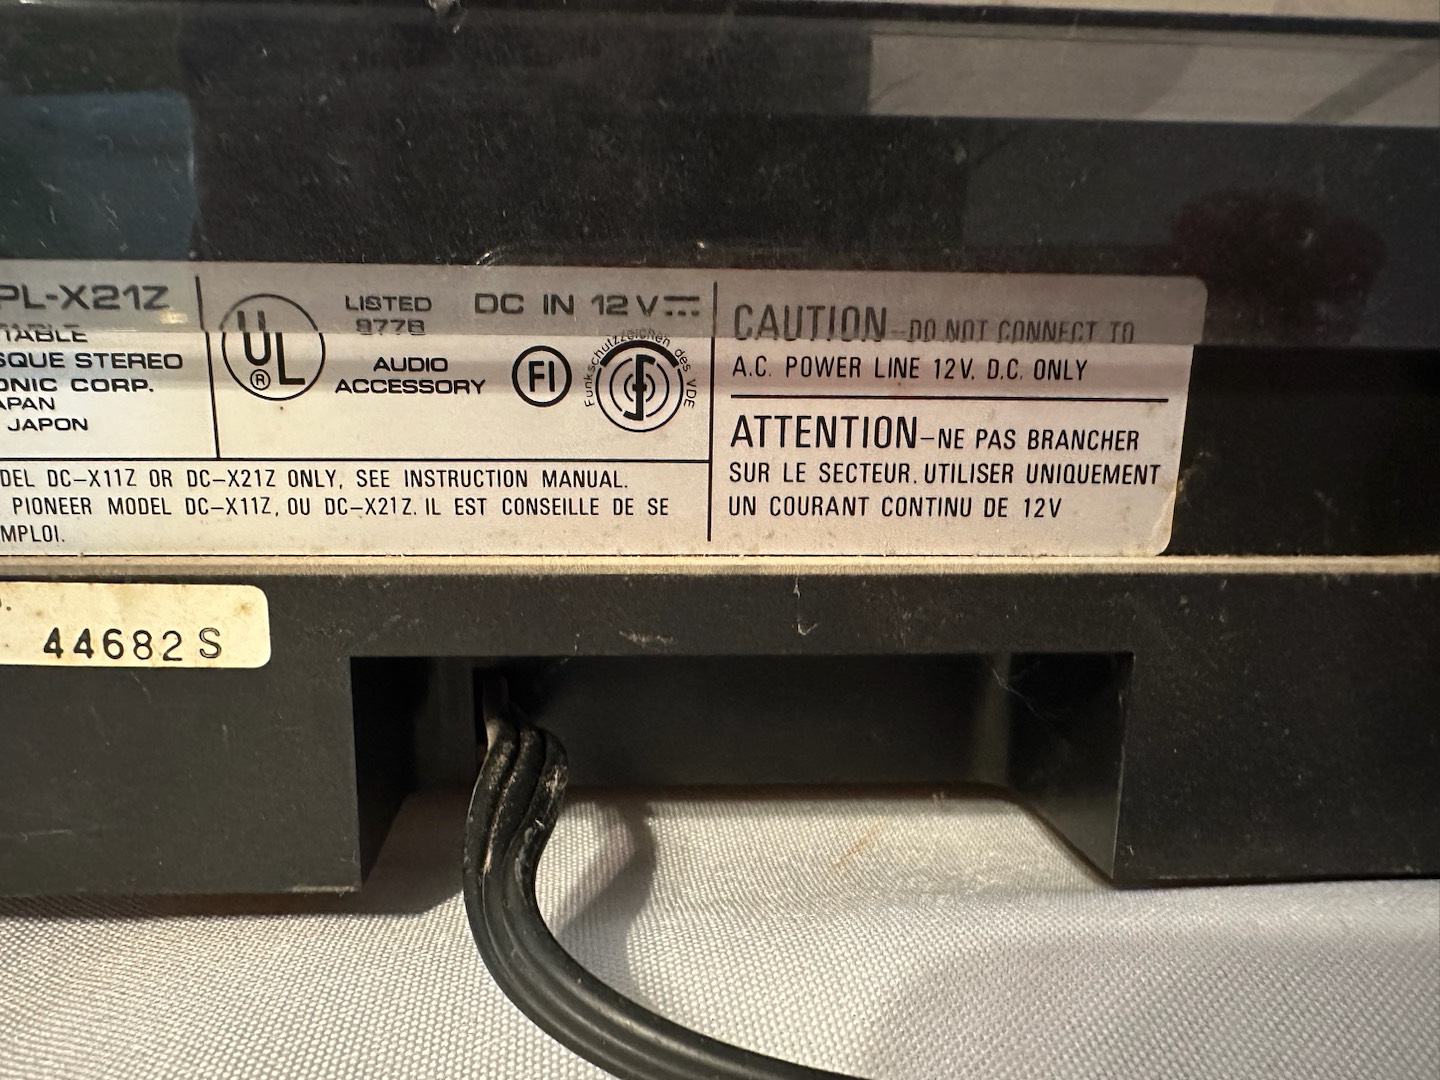 PL-X21Z
TABLE
SQUE STEREO
ONIC CORP.
APAN
JAPON
UL
®
LISTED
977B
AUDIO
ACCESSORY
DC IN 12V
FI
Funkschutzzeichen des VDE
CAUTION–DO NOT CONNECT TO
A.C. POWER LINE 12V. D.C. ONLY
ATTENTION–NE PAS BRANCHER
SUR LE SECTEUR. UTILISER UNIQUEMENT
UN COURANT CONTINU DE 12V
DEL DC–X11Z OR DC–X21Z ONLY, SEE INSTRUCTION MANUAL.
PIONEER MODEL DC–X11Z, OU DC–X21Z. IL EST CONSEILLE DE SE
MPLOI.
44682S